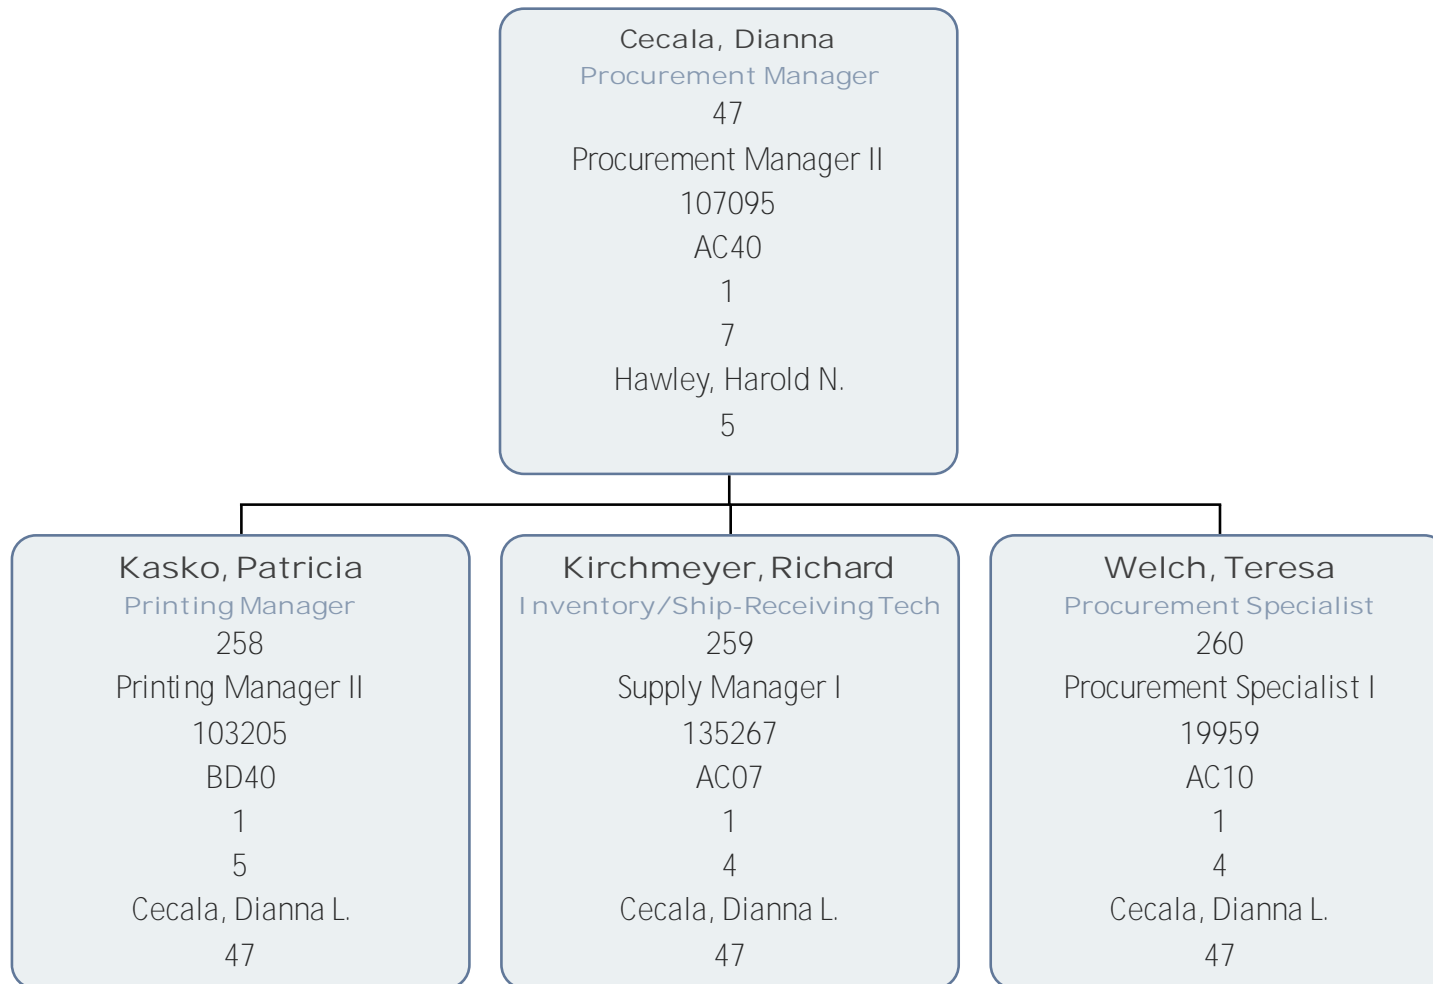 Cecala, Dianna
Procurement Manager
47
Procurement Manager II
107095
AC40
1
7
Hawley, Harold N.
5
Kasko, Patricia
Printing Manager
258
Printing Manager II
103205
BD40
1
5
Cecala, Dianna L.
47
Kirchmeyer, Richard
Inventory/Ship-Receiving Tech
259
Supply Manager I
135267
AC07
1
4
Cecala, Dianna L.
47
Welch, Teresa
Procurement Specialist
260
Procurement Specialist I
19959
AC10
1
4
Cecala, Dianna L.
47